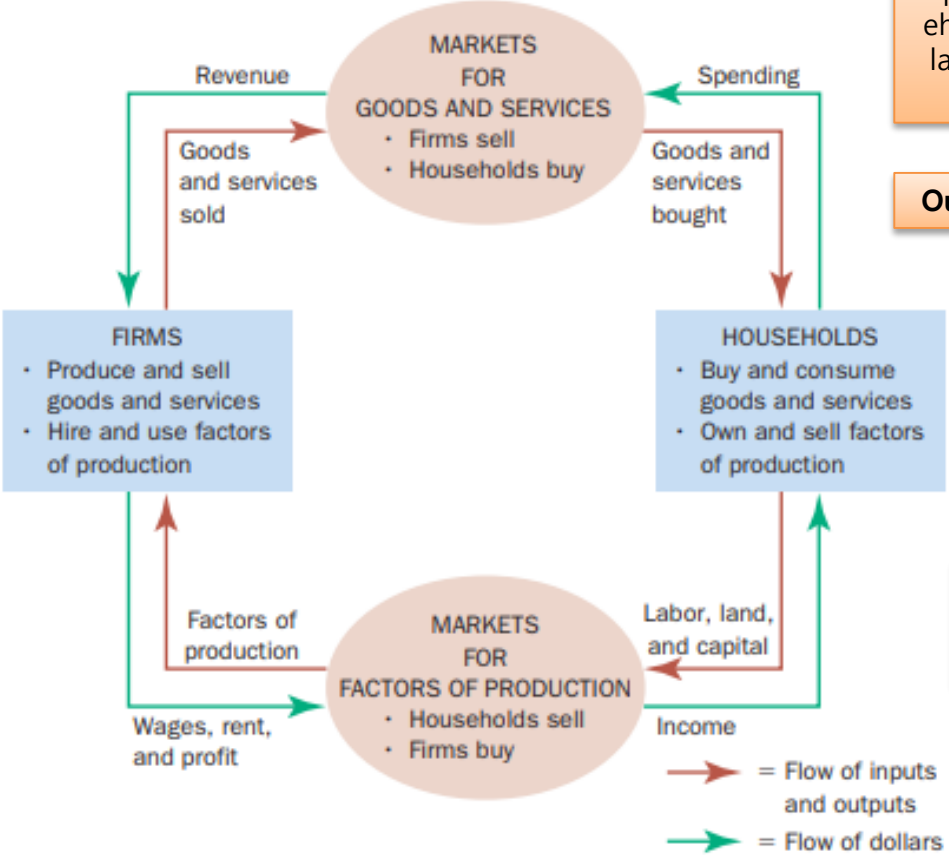 MARKETS
FOR
GOODS AND SERVICES
• Firms sell
• Households buy
Revenue
Spending
Goods
and services
sold
Goods and
services
bought
FIRMS
• Produce and sell
goods and services
• Hire and use factors
of production
HOUSEHOLDS
• Buy and consume
goods and services
• Own and sell factors
of production
Factors of
production
Labor, land,
and capital
MARKETS
FOR
FACTORS OF PRODUCTION
• Households sell
• Firms buy
Wages, rent,
and profit
Income
= Flow of inputs
and outputs
= Flow of dollars